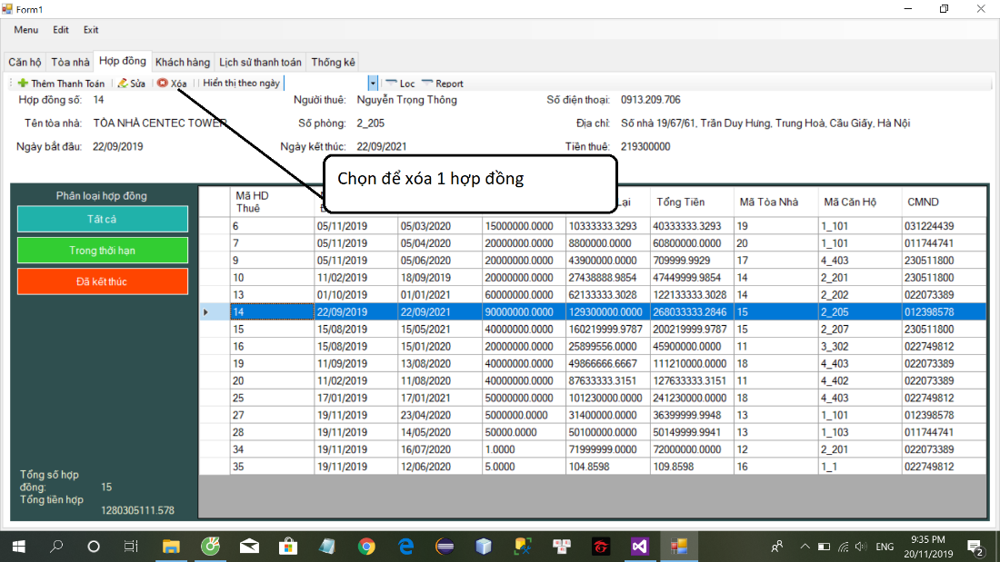 Form1
Menu Edit Exit
Căn hộ Tòa nhà Hợp đồng Khách hàng Lịch sử thanh toán Thống kê
Thêm Thanh Toán Sửa Xóa Hiển thị theo ngày Loc Report
Hợp đồng số: 14 Người thuê: Nguyễn Trọng Thông Số điện thoại: 0913.209.706
Tên tòa nhà: TÒA NHÀ CENTEC TOWER Số phòng: 2_205 Địa chỉ: Số nhà 19/67/61, Trần Duy Hưng, Trung Hoà, Cầu Giấy, Hà Nội
Ngày bắt đầu: 22/09/2019 Ngày kết thúc: 22/09/2021 Tiền thuê: 219300000
Chọn để xóa 1 hợp đồng
Phân loại hợp đồng
Tất cả
Trong thời hạn
Đã kết thúc
Mã HD Thuê Lại Tổng Tiền Mã Tòa Nhà Mã Căn Hộ CMND
6 05/11/2019 05/03/2020 15000000.0000 10333333.3293 40333333.3293 19 1_101 031224439
7 05/11/2019 05/04/2020 20000000.0000 8800000.0000 60800000.0000 20 1_101 011744741
9 05/11/2019 05/06/2020 20000000.0000 43900000.0000 709999.9929 17 4_403 230511800
10 11/02/2019 18/09/2019 20000000.0000 27438888.9854 47449999.9854 14 2_201 230511800
13 01/10/2019 01/01/2021 60000000.0000 62133333.3028 122133333.3028 14 2_202 022073389
14 22/09/2019 22/09/2021 90000000.0000 129300000.0000 268033333.2846 15 2_205 012398578
15 15/08/2019 15/05/2021 40000000.0000 160219999.9787 200219999.9787 15 2_207 230511800
16 15/08/2019 15/01/2020 20000000.0000 25899556.0000 45900000.0000 11 3_302 022749812
19 11/09/2019 13/08/2020 40000000.0000 49866666.6667 111210000.0000 18 4_403 022073389
20 11/02/2019 11/08/2020 40000000.0000 87633333.3151 127633333.3151 11 4_402 022073389
25 17/01/2019 17/01/2021 50000000.0000 101230000.0000 241230000.0000 18 4_403 022749812
27 19/11/2019 23/04/2020 5000000.0000 31400000.0000 36399999.9948 13 1_101 012398578
28 19/11/2019 14/05/2020 50000.0000 50100000.0000 50149999.9941 13 1_103 011744741
34 19/11/2019 16/07/2020 1.0000 71999999.0000 72000000.0000 12 2_201 022073389
35 19/11/2019 12/06/2020 5.0000 104.8598 109.8598 16 1_1 022749812
Tổng số hợp
đồng: 15
Tổng tiền hợp
1280305111.578
ENG
9:35 PM
20/11/2019
2